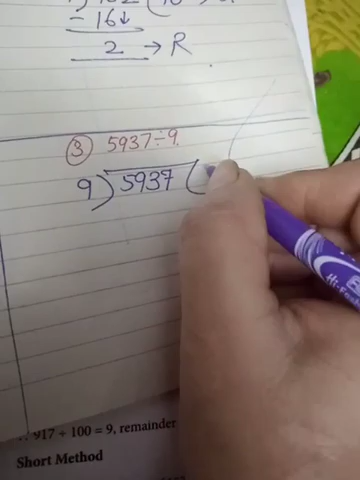 - 16↓
2 → R
③ 5937 ÷ 9.
9) 5937 (
917 ÷ 100 = 9, remainder
Short Method